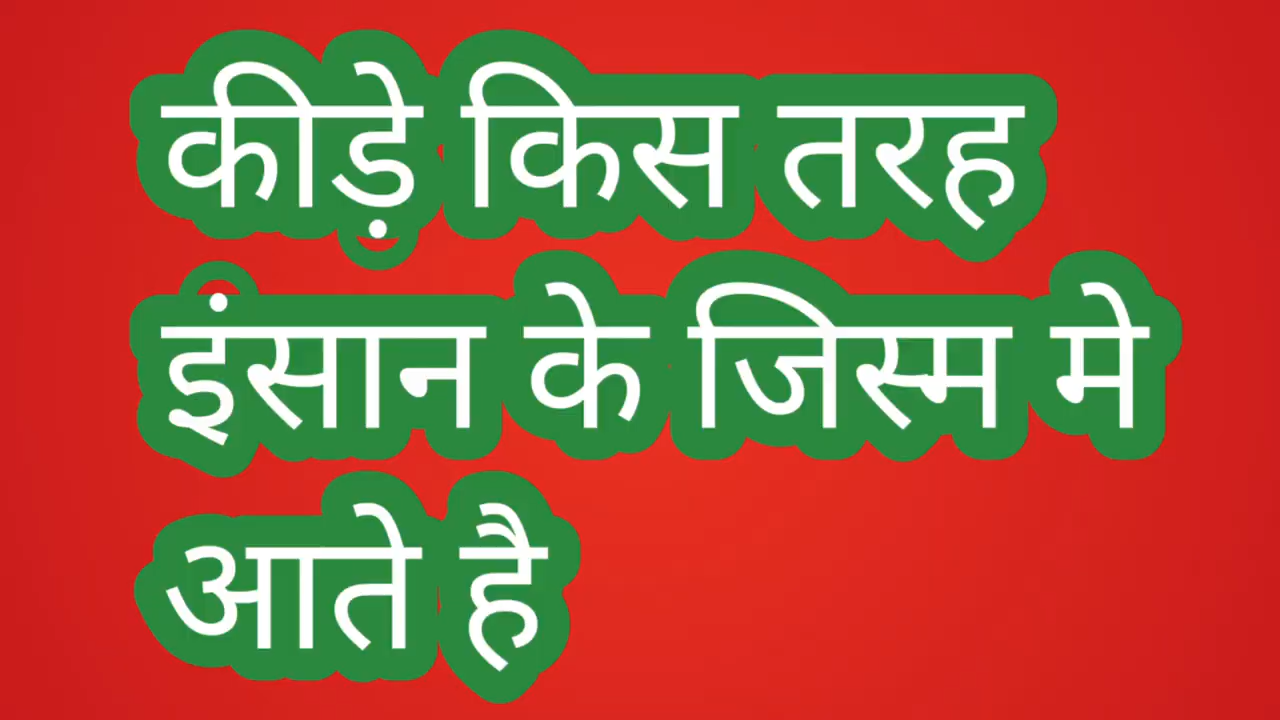 कीड़े किस तरह
इंसान के जिस्म मे
आते है